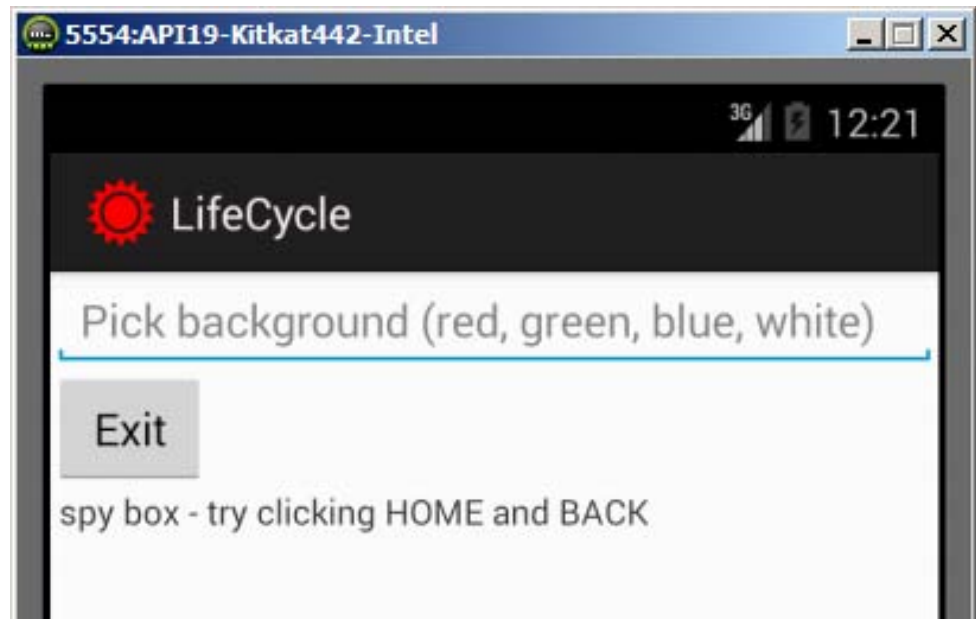 5554:API19-Kitkat442-Intel
3G 12:21
LifeCycle
Pick background (red, green, blue, white)
Exit
spy box - try clicking HOME and BACK